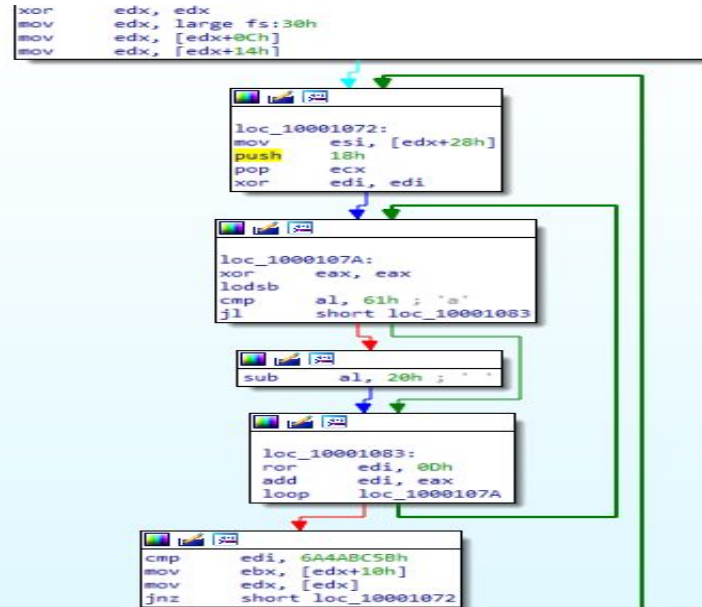 xor edx, edx
mov edx, large fs:30h
mov edx, [edx+0Ch]
mov edx, [edx+14h]
loc_10001072:
mov esi, [edx+28h]
push 18h
pop ecx
xor edi, edi
loc_1000107A:
xor eax, eax
lodsb
cmp al, 61h ; 'a'
jl short loc_10001083
sub al, 20h ; ' '
loc_10001083:
ror edi, 0Dh
add edi, eax
loop loc_1000107A
cmp edi, 6A4ABC5Bh
mov ebx, [edx+10h]
mov edx, [edx]
jnz short loc_10001072